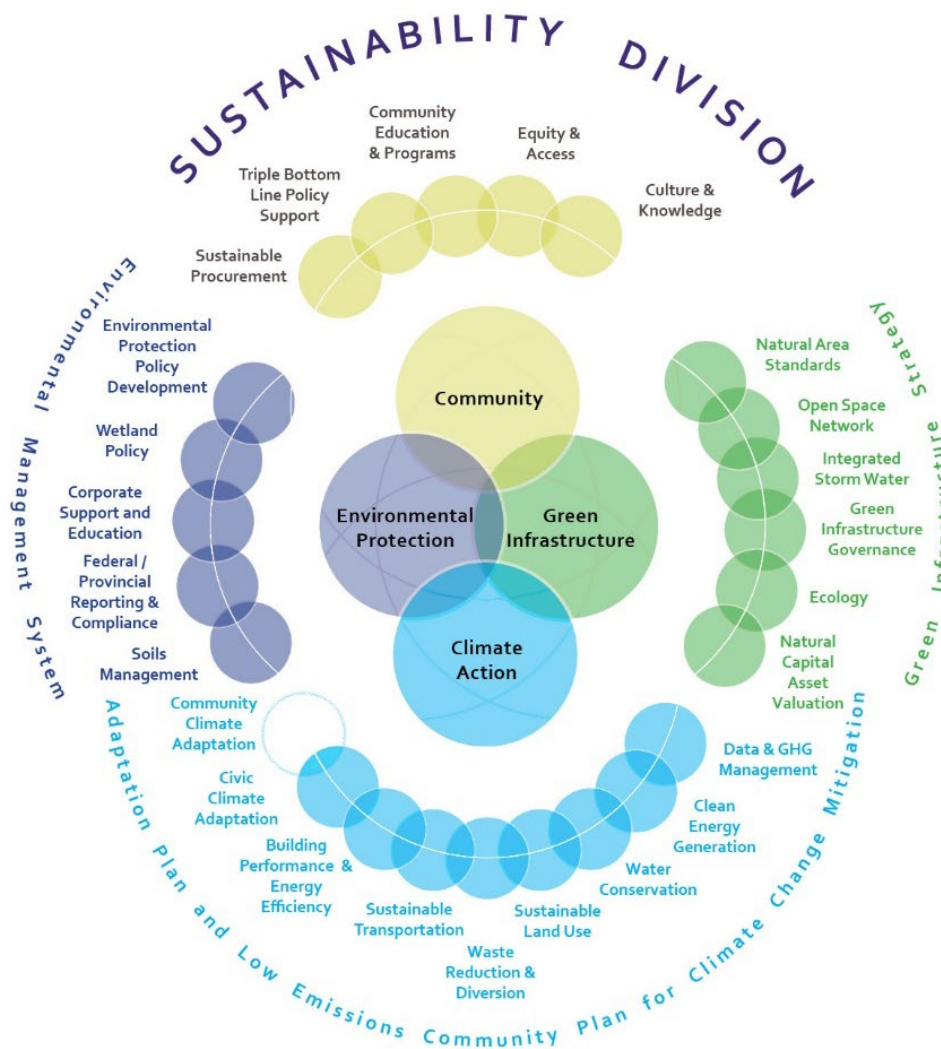 SUSTAINABILITY DIVISION
Community
Education
& Programs
Equity &
Access
Triple Bottom
Line Policy
Support
Culture &
Knowledge
Sustainable
Procurement
Environmental Management System
Environmental
Protection
Policy
Development
Wetland
Policy
Corporate
Support and
Education
Federal /
Provincial
Reporting &
Compliance
Soils
Management
Community
Environmental
Protection
Green
Infrastructure
Climate
Action
Natural Area
Standards
Open Space
Network
Integrated
Storm Water
Green
Infrastructure
Governance
Ecology
Natural
Capital
Asset
Valuation
Green Infrastructure Strategy
Community
Climate
Adaptation
Civic
Climate
Adaptation
Building
Performance &
Energy
Efficiency
Sustainable
Transportation
Waste
Reduction &
Diversion
Sustainable
Land Use
Water
Conservation
Clean
Energy
Generation
Data & GHG
Management
Adaptation Plan and Low Emissions Community Plan for Climate Change Mitigation